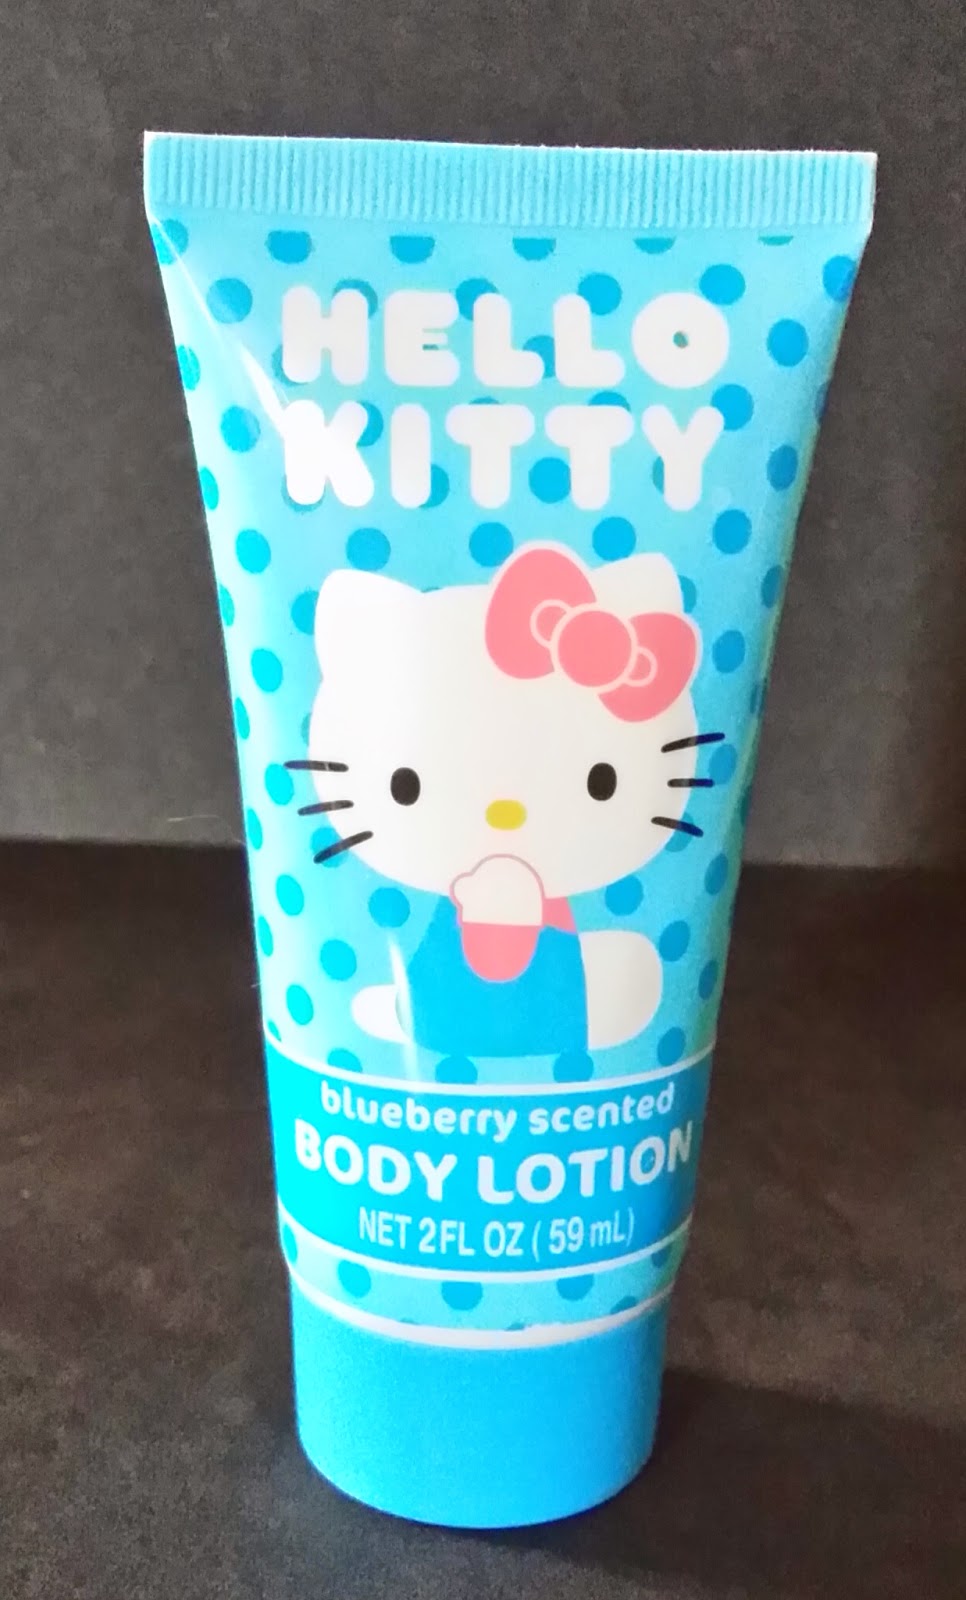 HELLO
KITTY
blueberry scented
BODY LOTION
NET 2FL OZ ( 59 mL)